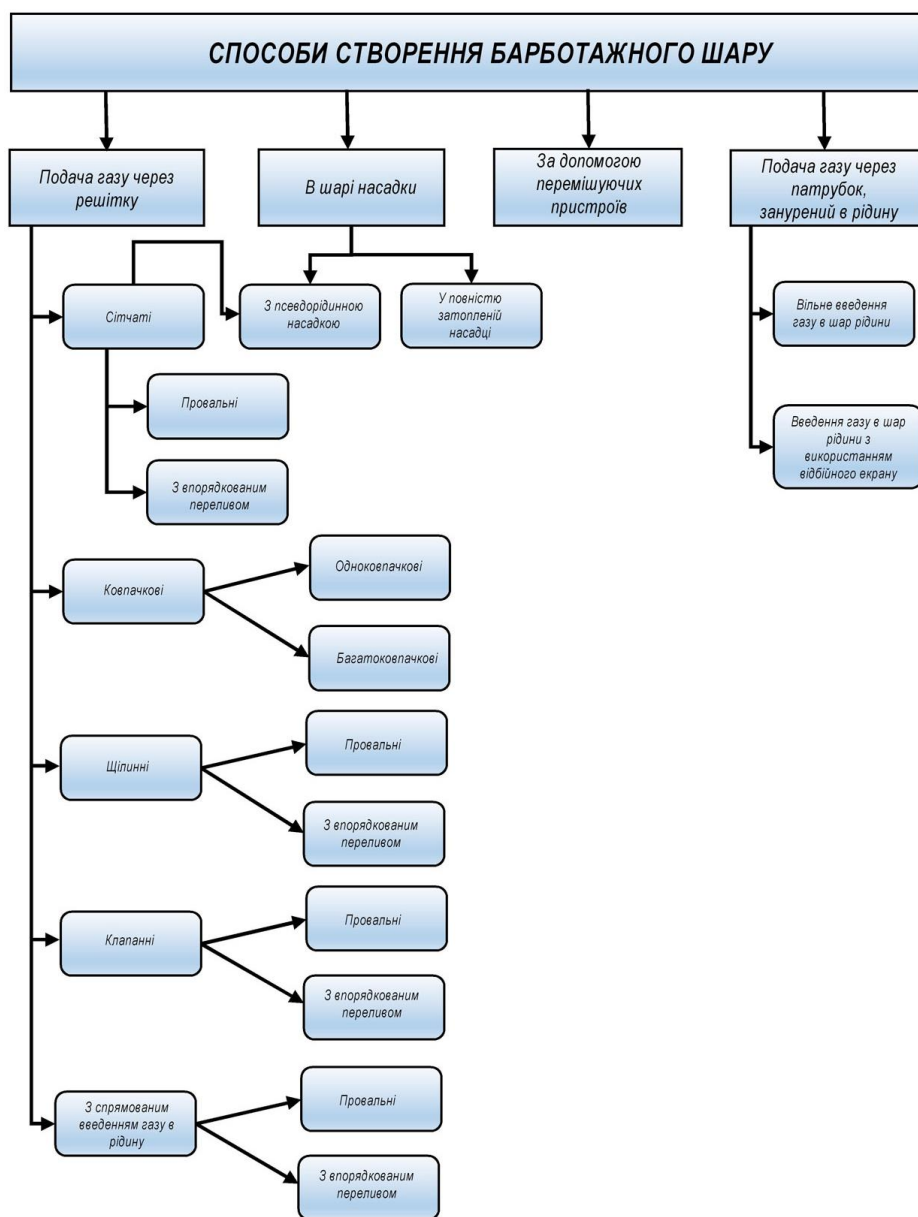 СПОСОБИ СТВОРЕННЯ БАРБОТАЖНОГО ШАРУ
Подача газу через
решітку
В шарі насадки
За допомогою
перемішуючих
пристроїв
Подача газу через
патрубок,
занурений в рідину
Сітчаті
З псевдорідинною
насадкою
У повністю
затопленій
насадці
Вільне введення
газу в шар рідини
Провальні
Введення газу в шар
рідини з
використанням
відбійного екрану
З впорядкованим
переливом
Ковпачкові
Одноковпачкові
Багатоковпачкові
Щілинні
Провальні
З впорядкованим
переливом
Клапанні
Провальні
З впорядкованим
переливом
З спрямованим
введенням газу в
рідину
Провальні
З впорядкованим
переливом